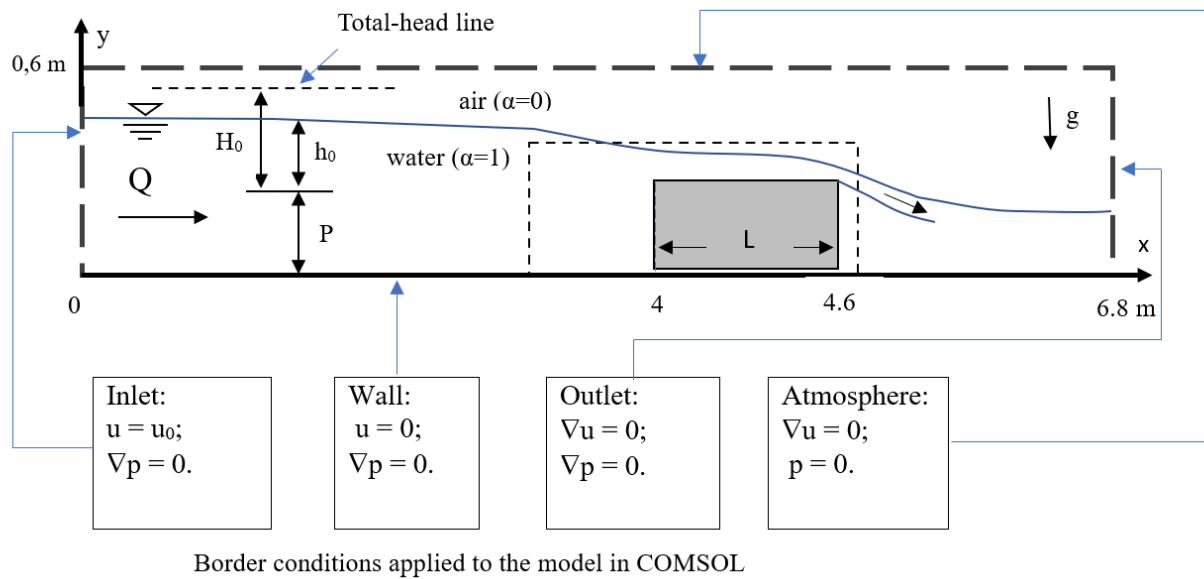 y
Total-head line
0,6 m
air (α=0)
g
H₀
h₀
water (α=1)
Q
P
L
x
0
4
4.6
6.8 m
Inlet:
u = u₀;
∇p = 0.
Wall:
u = 0;
∇p = 0.
Outlet:
∇u = 0;
∇p = 0.
Atmosphere:
∇u = 0;
p = 0.
Border conditions applied to the model in COMSOL